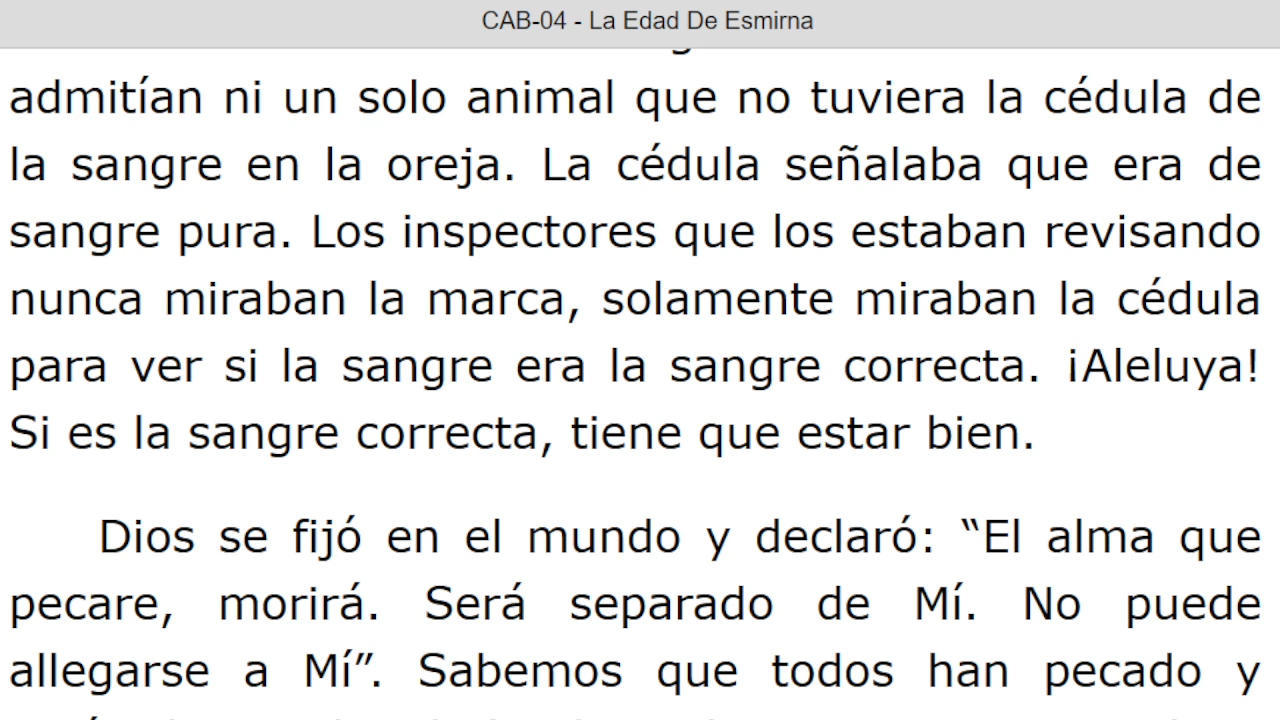 CAB-04 - La Edad De Esmirna
admitían ni un solo animal que no tuviera la cédula de
la sangre en la oreja. La cédula señalaba que era de
sangre pura. Los inspectores que los estaban revisando
nunca miraban la marca, solamente miraban la cédula
para ver si la sangre era la sangre correcta. ¡Aleluya!
Si es la sangre correcta, tiene que estar bien.
Dios se fijó en el mundo y declaró: “El alma que
pecare, morirá. Será separado de Mí. No puede
allegarse a Mí”. Sabemos que todos han pecado y